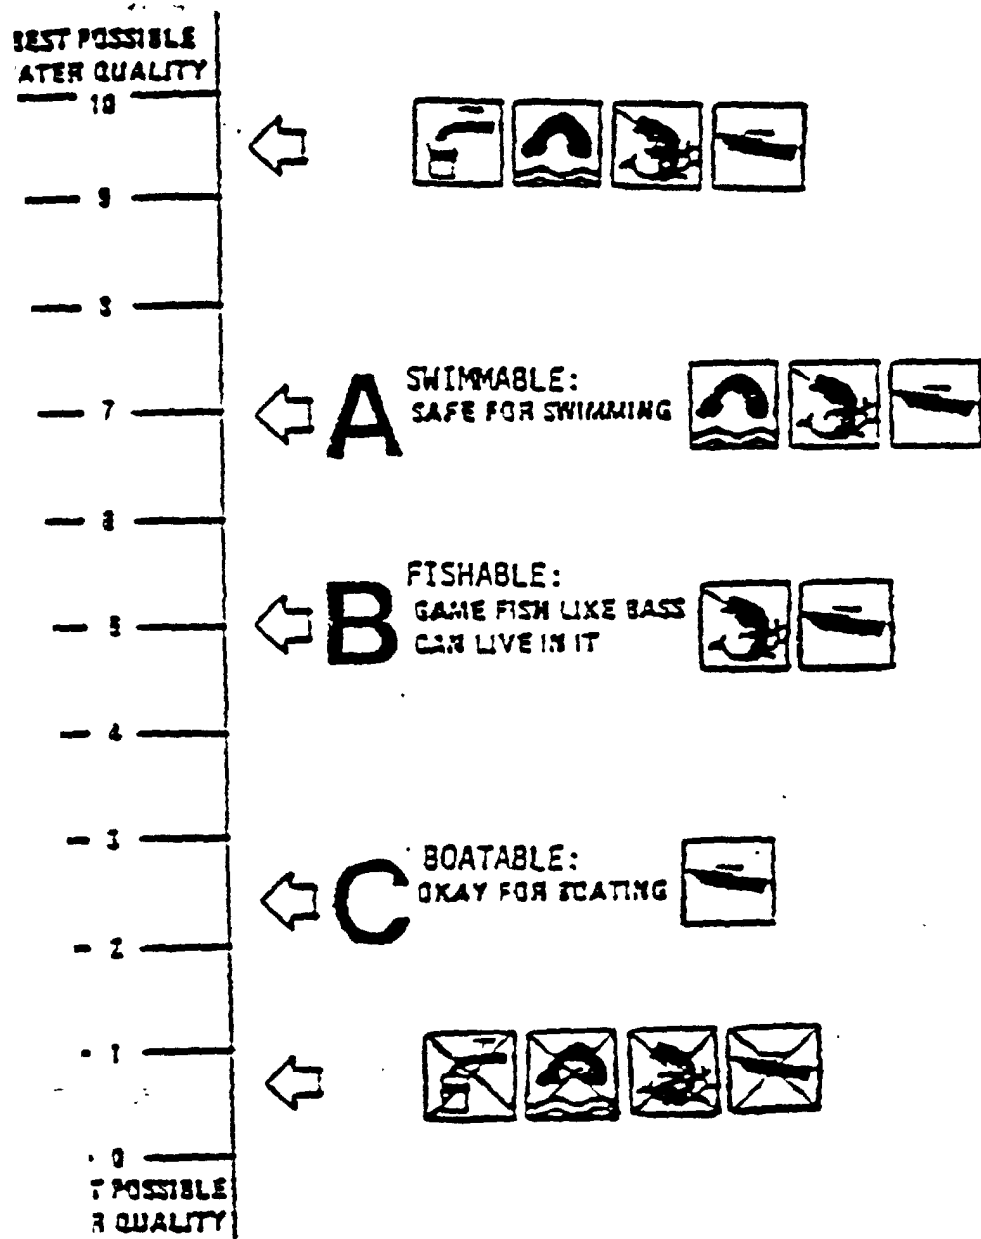 BEST POSSIBLE
ATER QUALITY
10
9
8
7
6
5
4
3
2
1
0
T POSSIBLE
R QUALITY
A
SWIMMABLE:
SAFE FOR SWIMMING
B
FISHABLE:
GAME FISH LIKE BASS
CAN LIVE IN IT
C
BOATABLE:
OKAY FOR BOATING